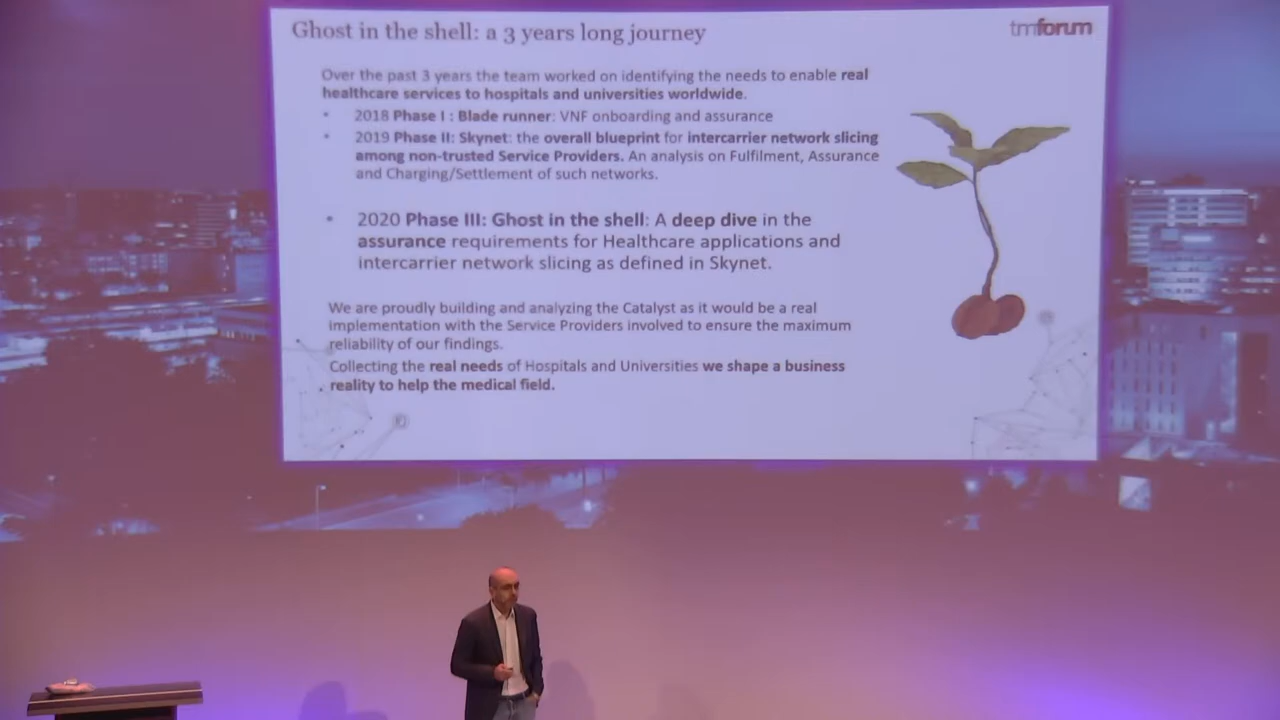 Ghost in the shell: a 3 years long journey
tmforum
Over the past 3 years the team worked on identifying the needs to enable real
healthcare services to hospitals and universities worldwide.
• 2018 Phase I : Blade runner: VNF onboarding and assurance
• 2019 Phase II: Skynet: the overall blueprint for intercarrier network slicing
among non-trusted Service Providers. An analysis on Fulfilment, Assurance
and Charging/Settlement of such networks.
• 2020 Phase III: Ghost in the shell: A deep dive in the
assurance requirements for Healthcare applications and
intercarrier network slicing as defined in Skynet.
We are proudly building and analyzing the Catalyst as it would be a real
implementation with the Service Providers involved to ensure the maximum
reliability of our findings.
Collecting the real needs of Hospitals and Universities we shape a business
reality to help the medical field.